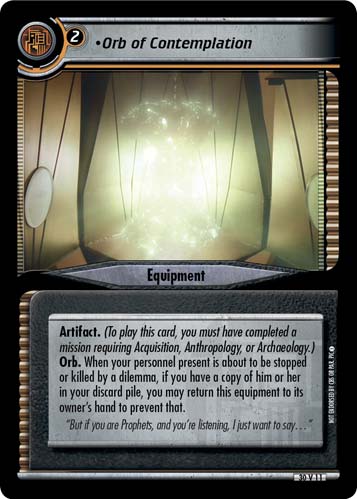 2
•Orb of Contemplation
Equipment
Artifact. (To play this card, you must have completed a
mission requiring Acquisition, Anthropology, or Archaeology.)
Orb. When your personnel present is about to be stopped
or killed by a dilemma, if you have a copy of him or her
in your discard pile, you may return this equipment to its
owner's hand to prevent that.
"But if you are Prophets, and you're listening, I just want to say…"
NOT ENDORSED BY CBS OR PAR. PIC.
30 V 11